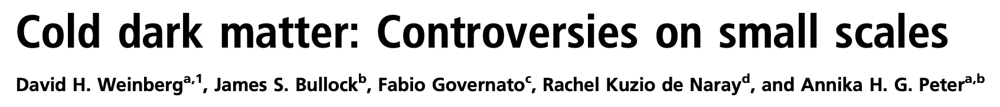 Cold dark matter: Controversies on small scales
David H. Weinbergᵃ,¹, James S. Bullockᵇ, Fabio Governatoᶜ, Rachel Kuzio de Narayᵈ, and Annika H. G. Peterᵃ,ᵇ